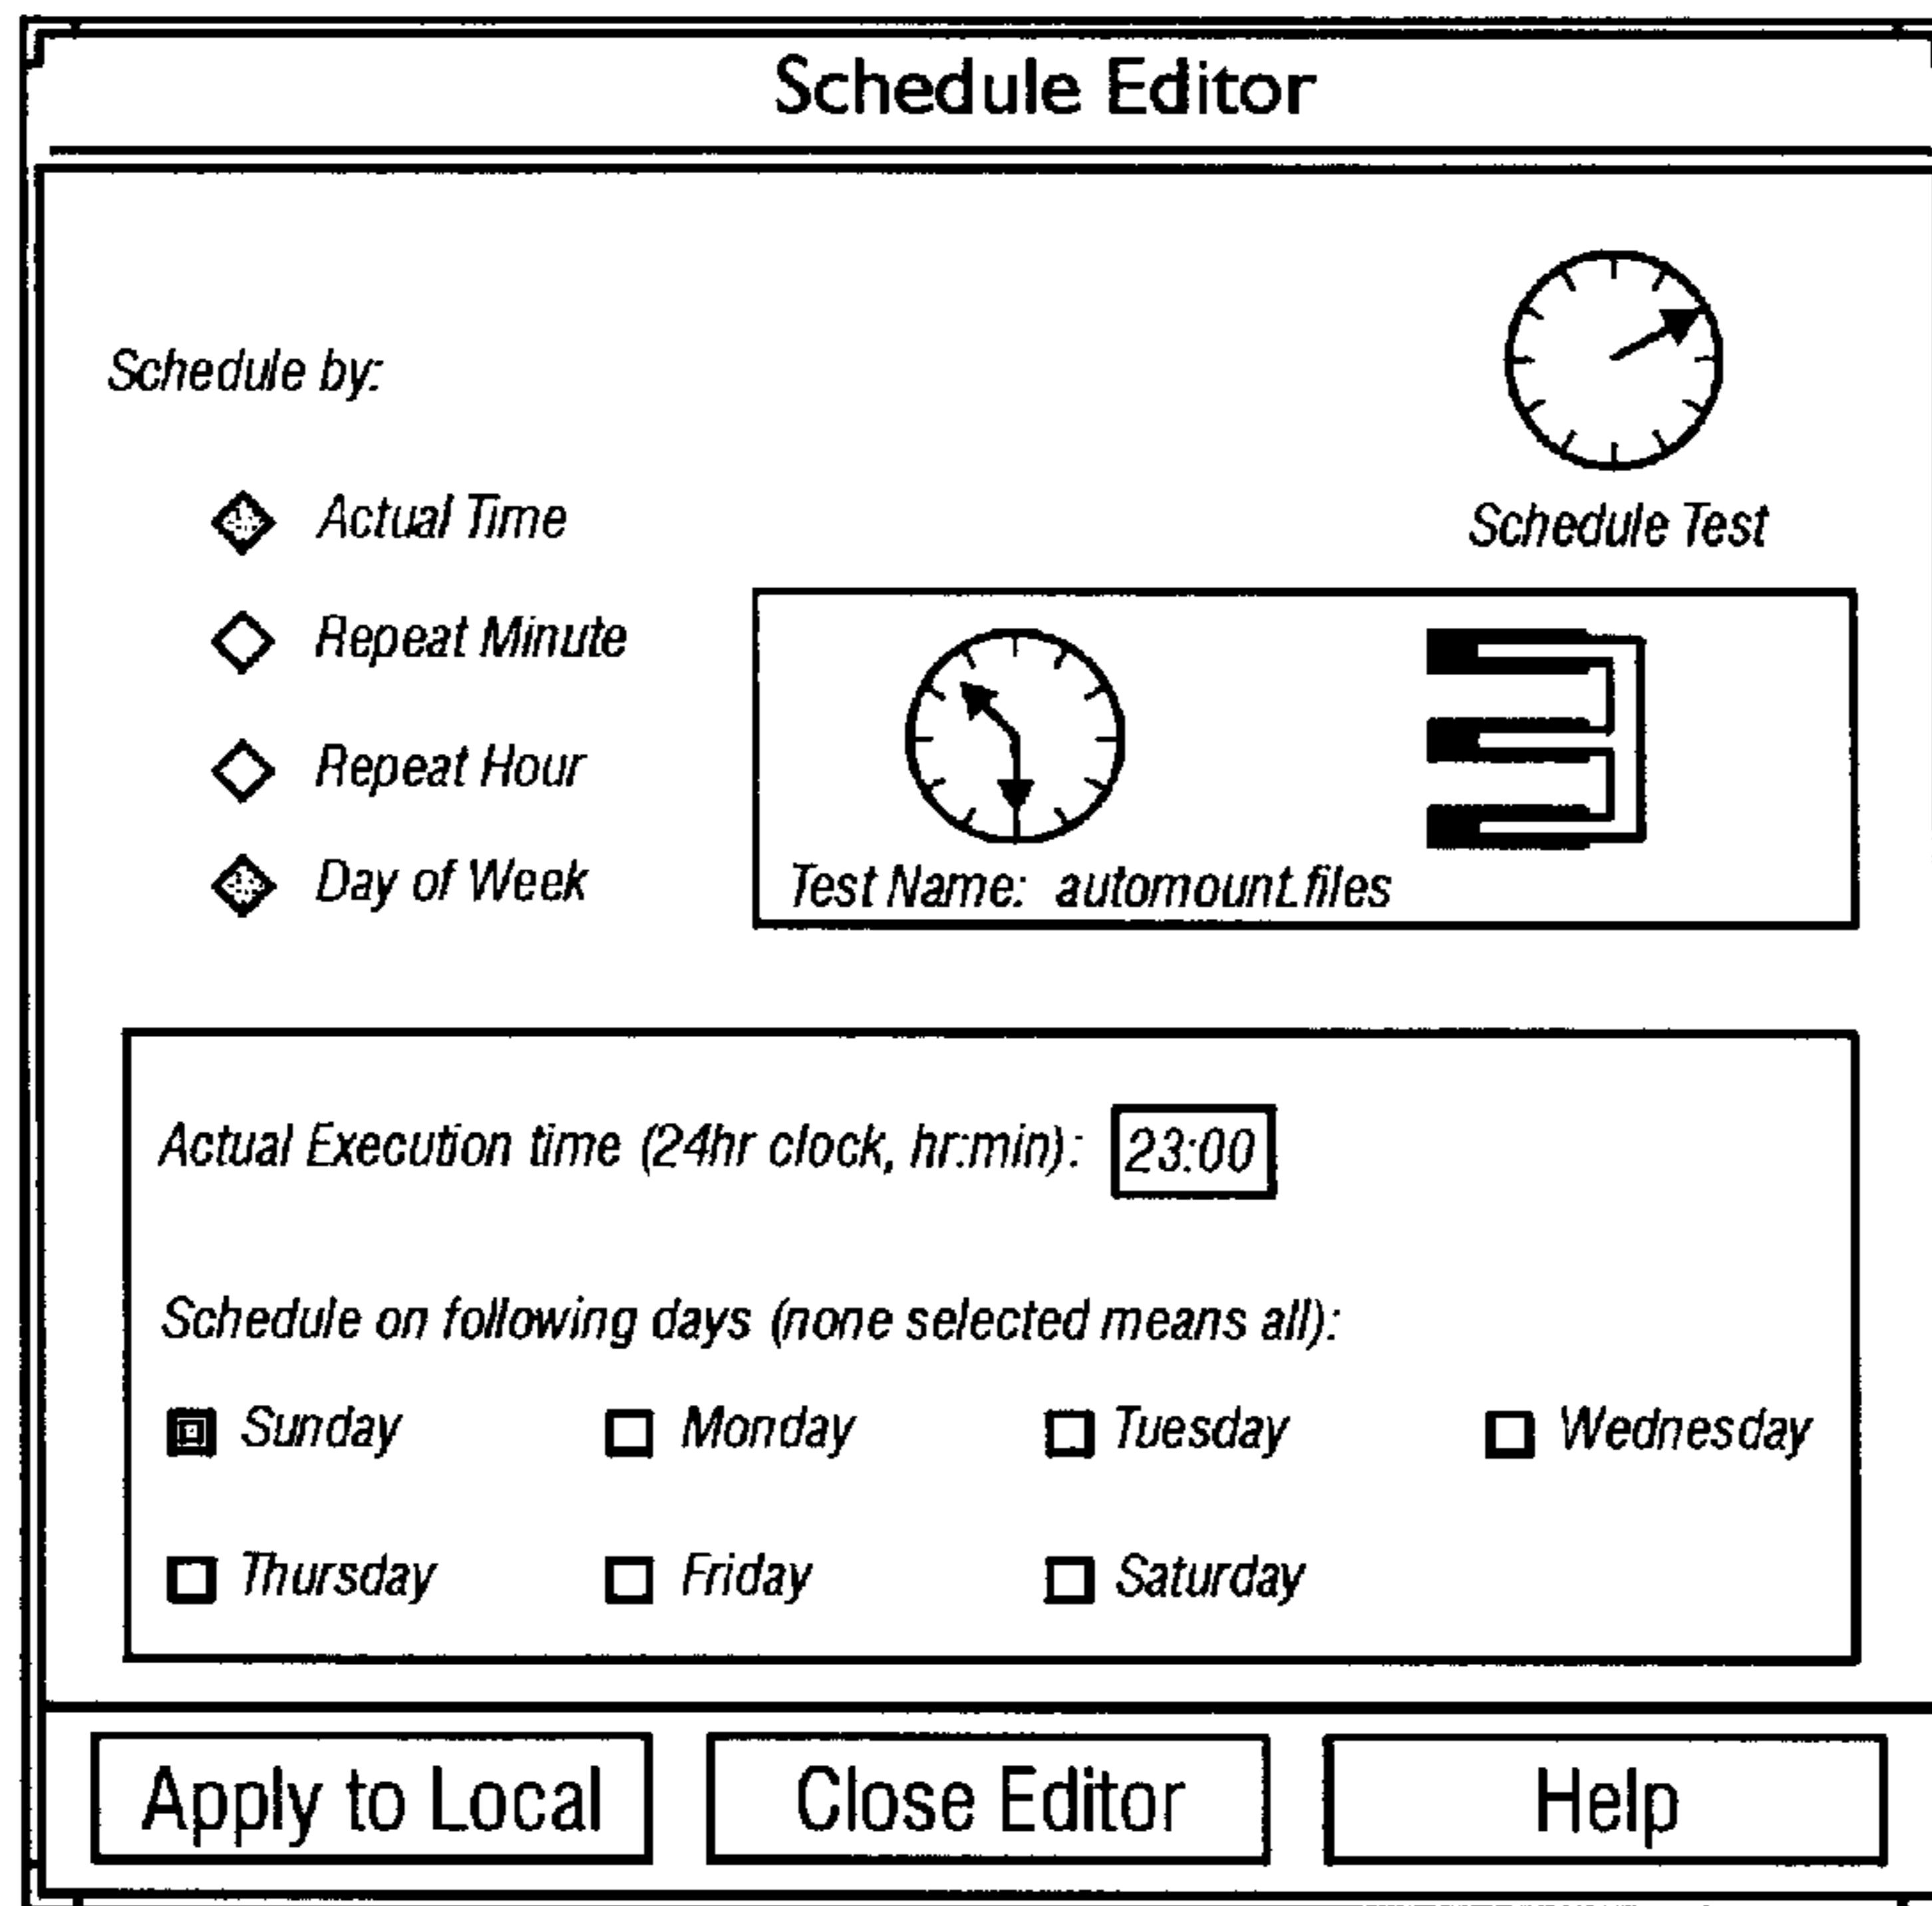 Schedule Editor
Schedule by:
Actual Time
Repeat Minute
Repeat Hour
Day of Week
Schedule Test
Test Name: automount.files
Actual Execution time (24hr clock, hr:min): 23:00
Schedule on following days (none selected means all):
Sunday Monday Tuesday Wednesday
Thursday Friday Saturday
Apply to Local Close Editor Help